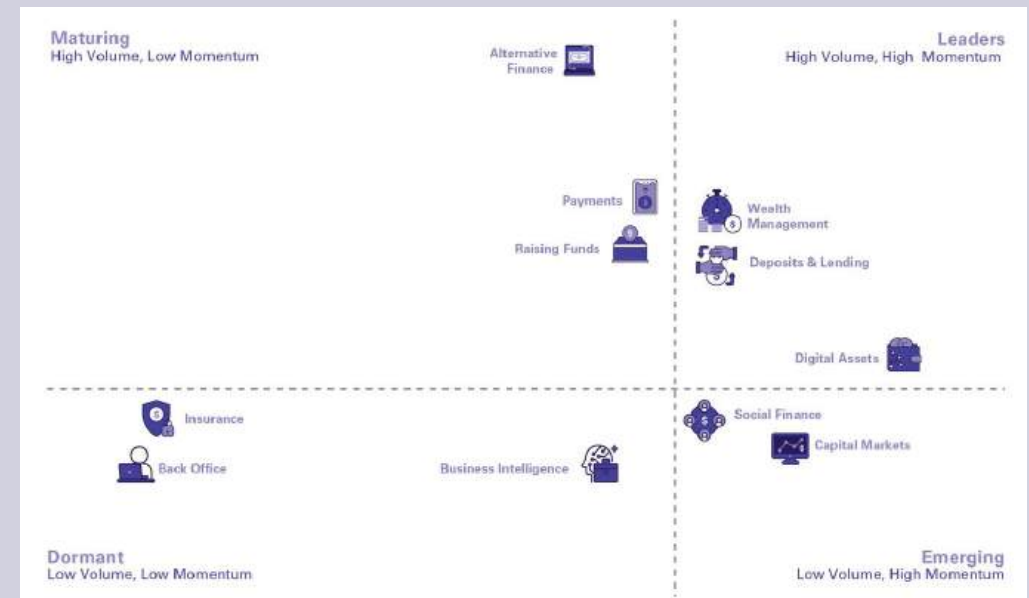 Maturing
High Volume, Low Momentum
Leaders
High Volume, High Momentum
Alternative
Finance
Payments
Raising Funds
Wealth
Management
Deposits & Lending
Digital Assets
Insurance
Back Office
Business Intelligence
Social Finance
Capital Markets
Dormant
Low Volume, Low Momentum
Emerging
Low Volume, High Momentum